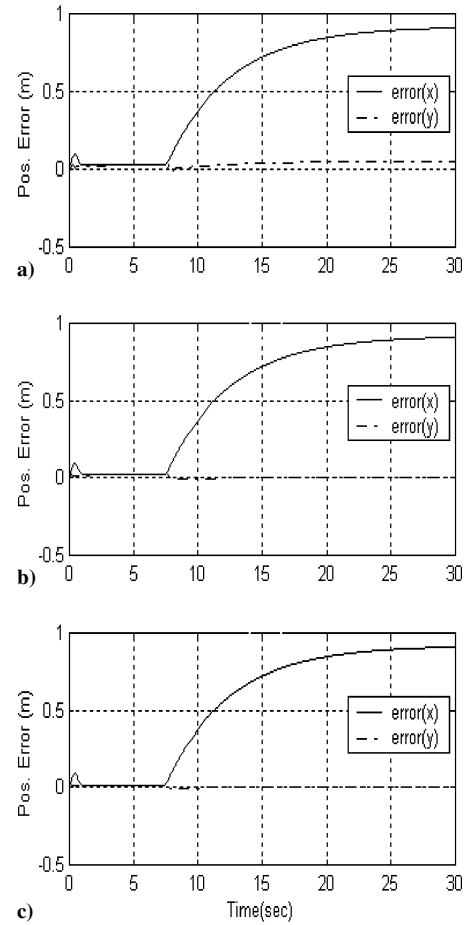 1
0.5
0
-0.5
Pos. Error (m)
error(x)
error(y)
0 5 10 15 20 25 30
a)
1
0.5
0
-0.5
Pos. Error (m)
error(x)
error(y)
0 5 10 15 20 25 30
b)
1
0.5
0
-0.5
Pos. Error (m)
error(x)
error(y)
0 5 10 15 20 25 30
Time(sec)
c)